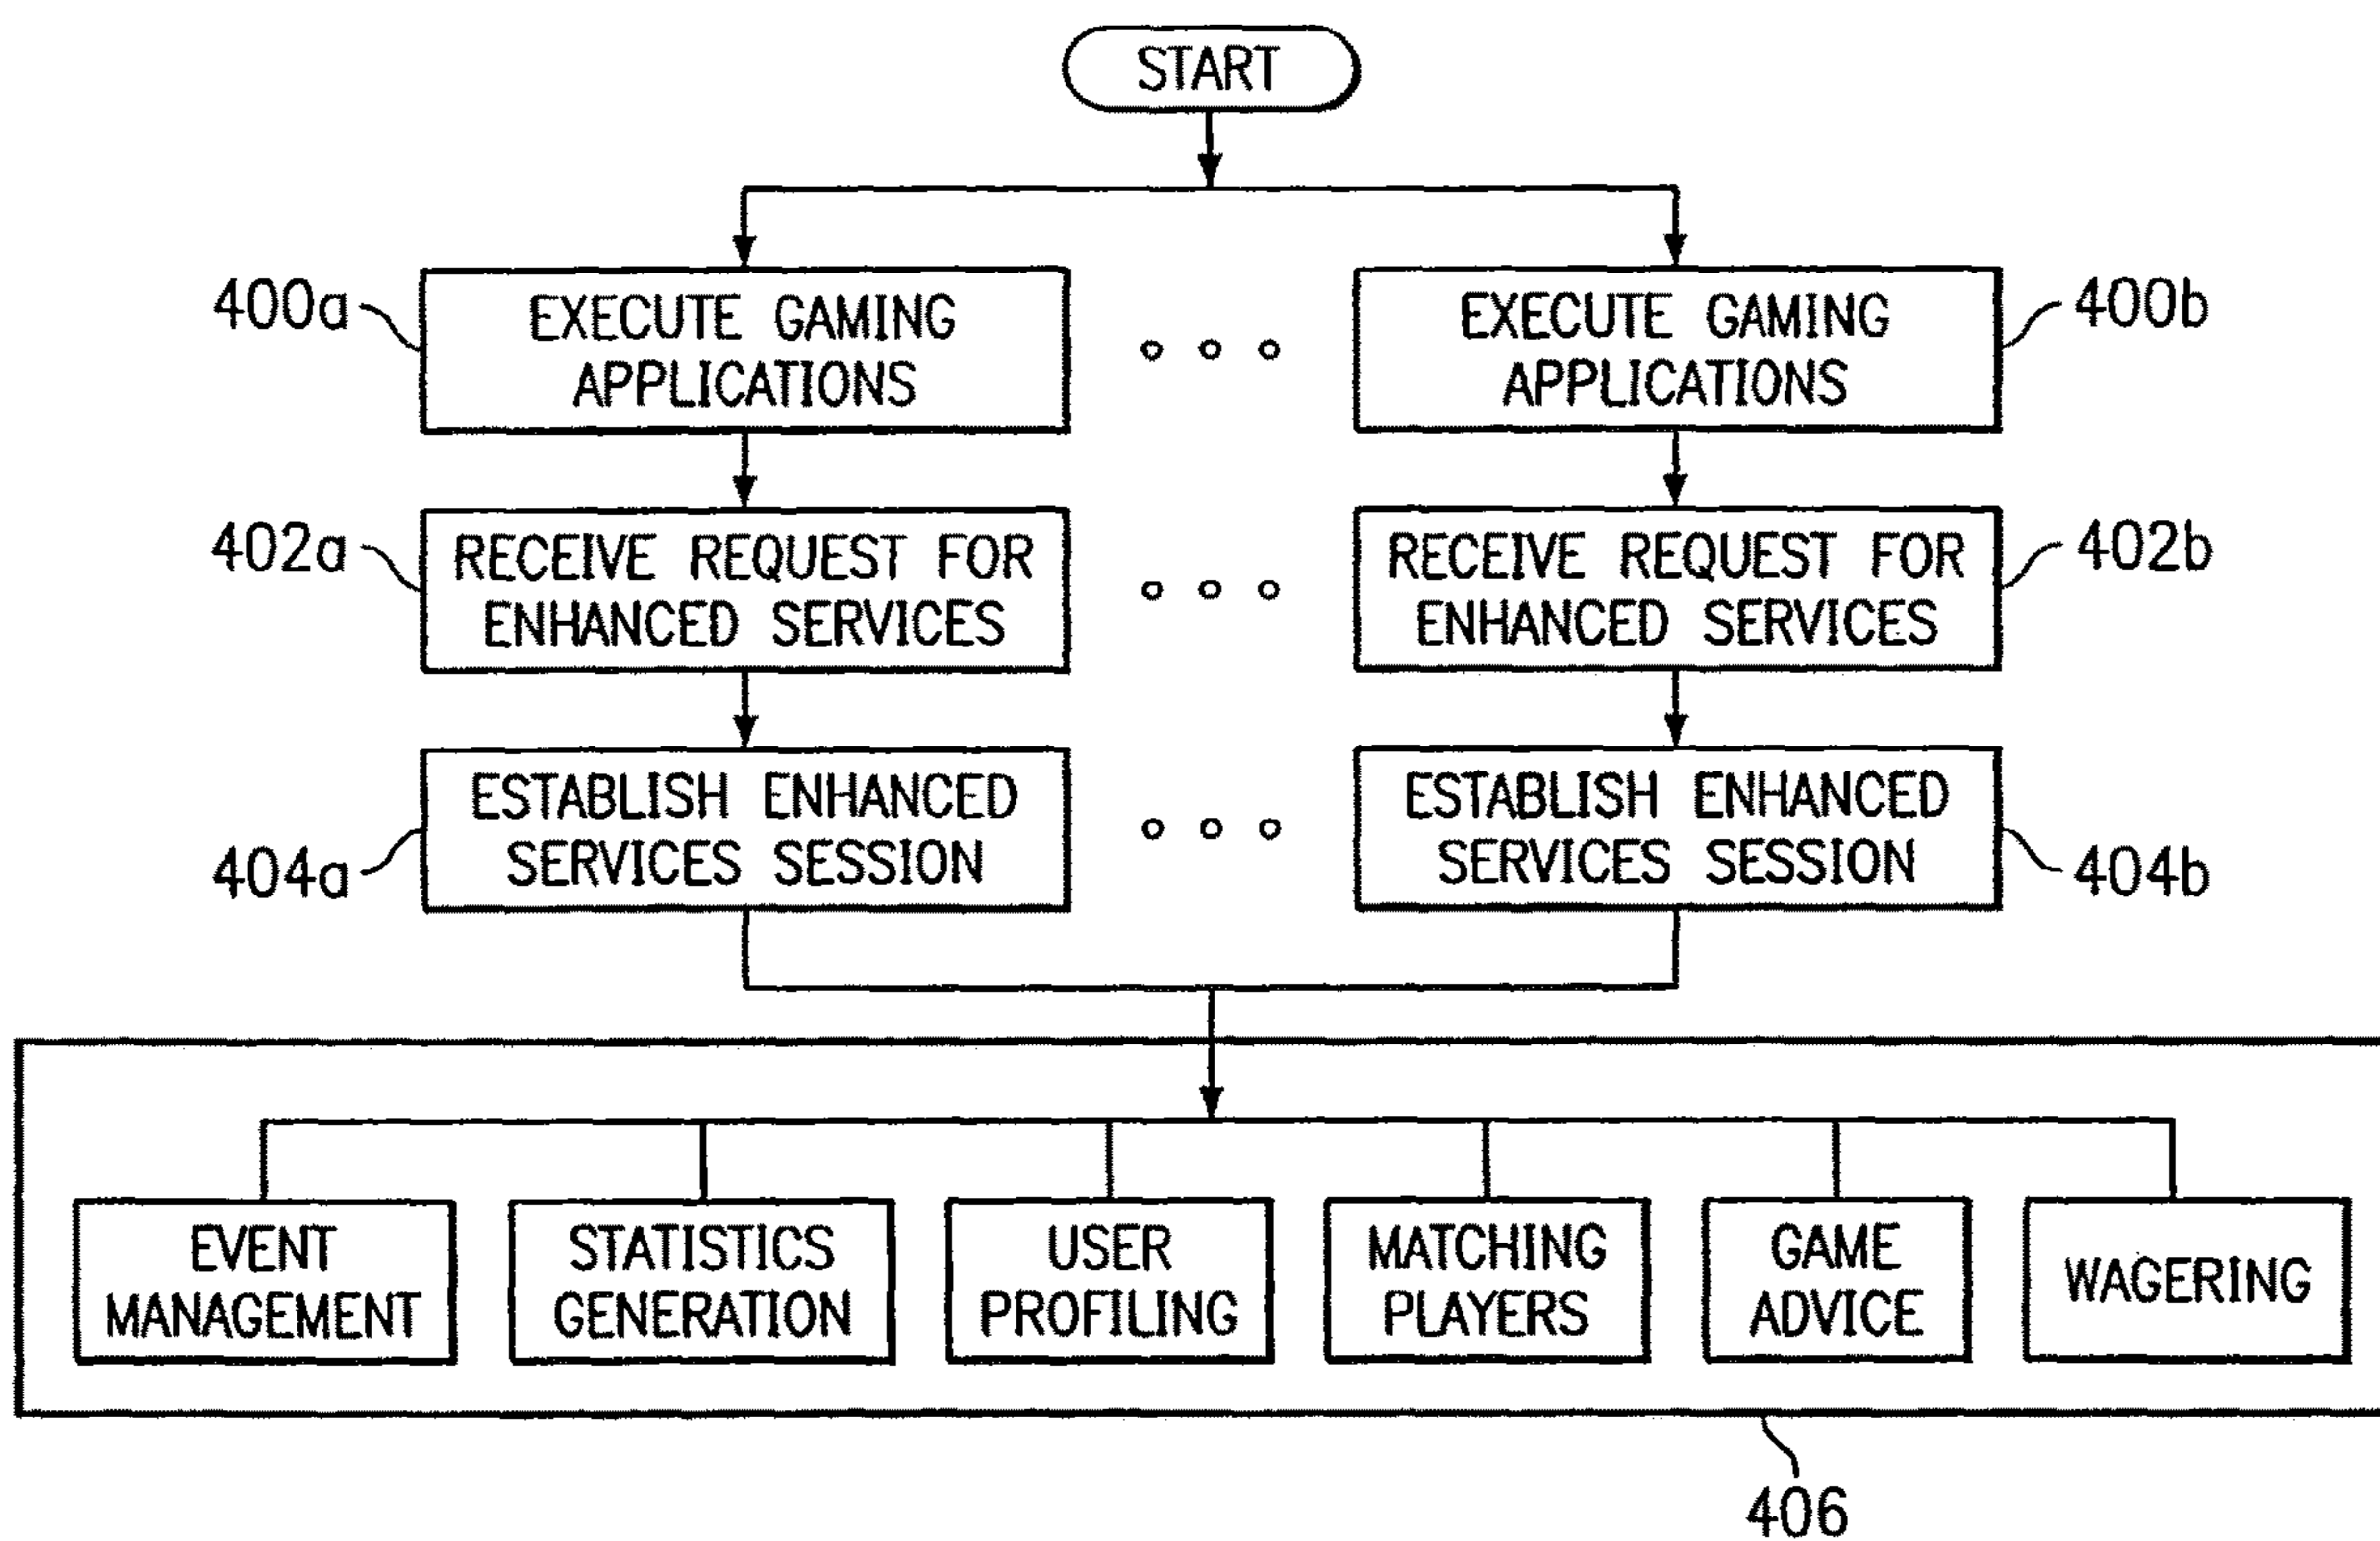 START
400a
EXECUTE GAMING
APPLICATIONS
EXECUTE GAMING
APPLICATIONS
400b
402a
RECEIVE REQUEST FOR
ENHANCED SERVICES
RECEIVE REQUEST FOR
ENHANCED SERVICES
402b
404a
ESTABLISH ENHANCED
SERVICES SESSION
ESTABLISH ENHANCED
SERVICES SESSION
404b
EVENT
MANAGEMENT
STATISTICS
GENERATION
USER
PROFILING
MATCHING
PLAYERS
GAME
ADVICE
WAGERING
406